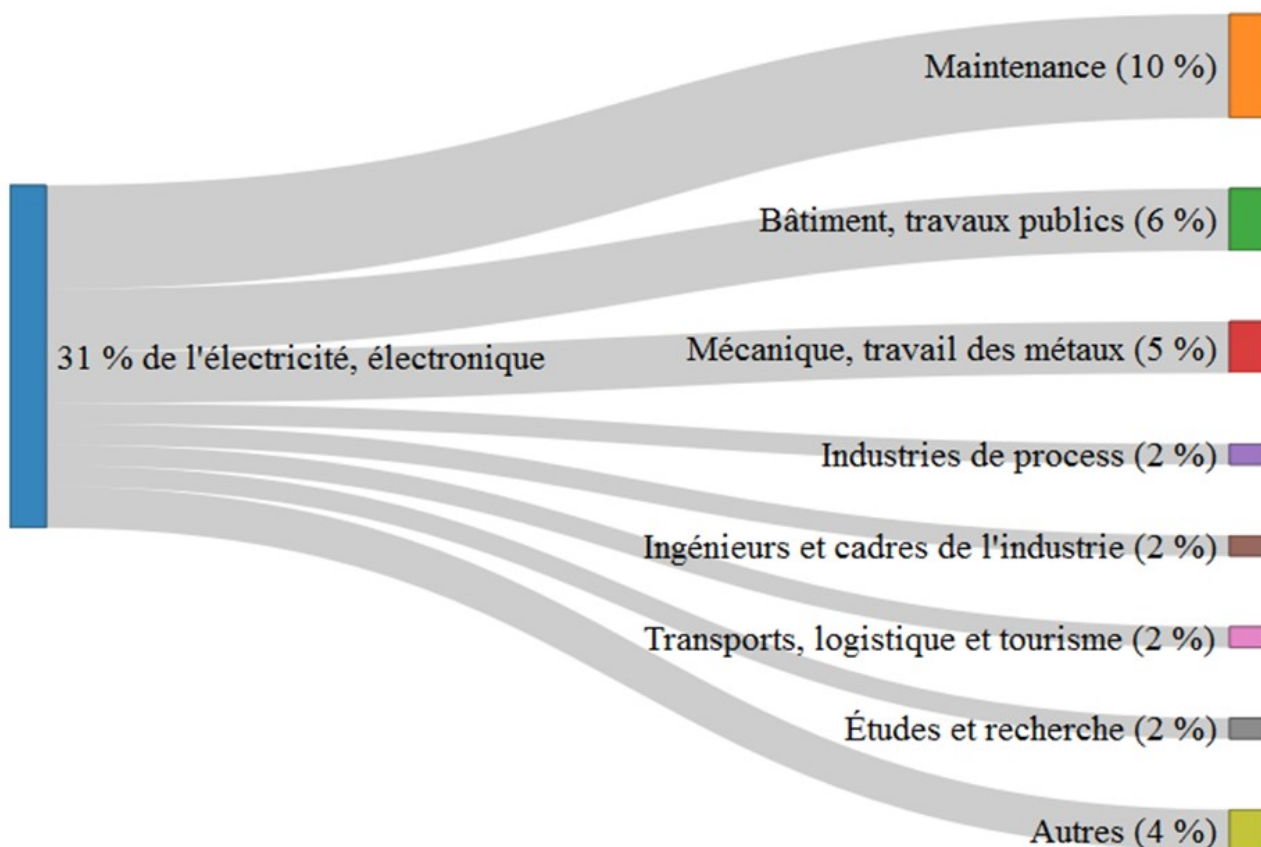 Maintenance (10 %)
Bâtiment, travaux publics (6 %)
31 % de l'électricité, électronique
Mécanique, travail des métaux (5 %)
Industries de process (2 %)
Ingénieurs et cadres de l'industrie (2 %)
Transports, logistique et tourisme (2 %)
Études et recherche (2 %)
Autres (4 %)